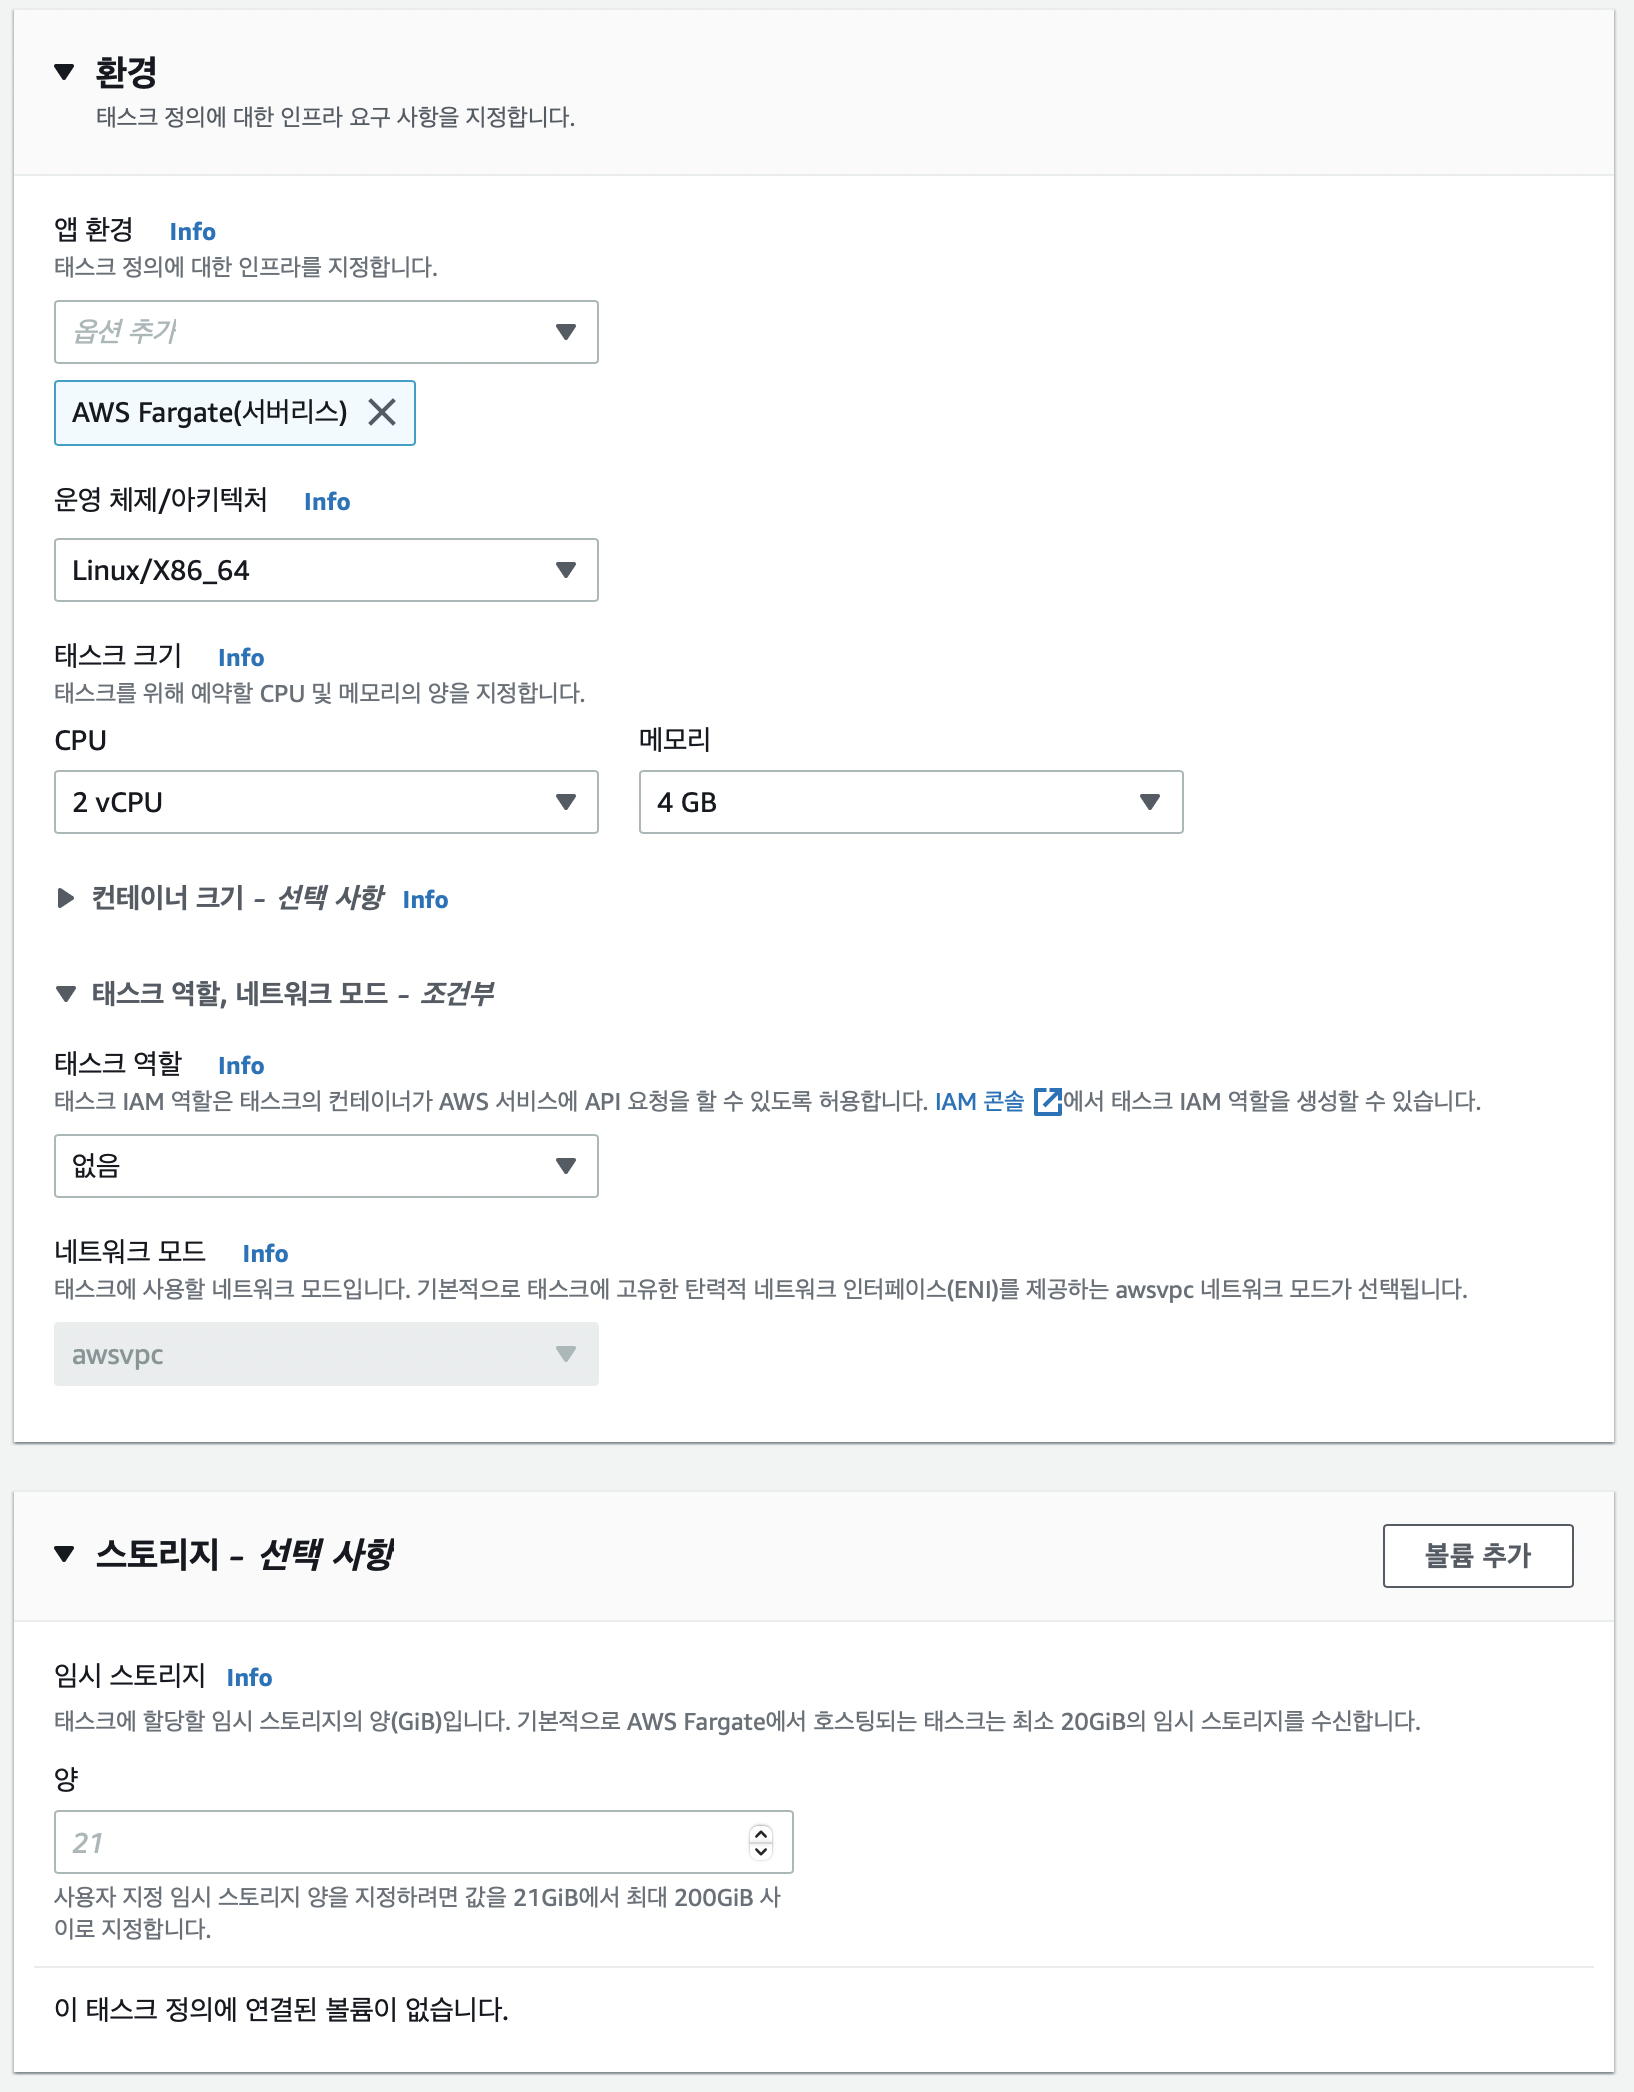 환경
태스크 정의에 대한 인프라 요구 사항을 지정합니다.
앱 환경 Info
태스크 정의에 대한 인프라를 지정합니다.
옵션 추가
AWS Fargate(서버리스)
운영 체제/아키텍처 Info
Linux/X86_64
태스크 크기 Info
태스크를 위해 예약할 CPU 및 메모리의 양을 지정합니다.
CPU 메모리
2 vCPU 4 GB
컨테이너 크기 - 선택 사항 Info
태스크 역할, 네트워크 모드 - 조건부
태스크 역할 Info
태스크 IAM 역할은 태스크의 컨테이너가 AWS 서비스에 API 요청을 할 수 있도록 허용합니다. IAM 콘솔 에서 태스크 IAM 역할을 생성할 수 있습니다.
없음
네트워크 모드 Info
태스크에 사용할 네트워크 모드입니다. 기본적으로 태스크에 고유한 탄력적 네트워크 인터페이스(ENI)를 제공하는 awsvpc 네트워크 모드가 선택됩니다.
awsvpc
스토리지 - 선택 사항 볼륨 추가
임시 스토리지 Info
태스크에 할당할 임시 스토리지의 양(GiB)입니다. 기본적으로 AWS Fargate에서 호스팅되는 태스크는 최소 20GiB의 임시 스토리지를 수신합니다.
양
21
사용자 지정 임시 스토리지 양을 지정하려면 값을 21GiB에서 최대 200GiB 사
이로 지정합니다.
이 태스크 정의에 연결된 볼륨이 없습니다.